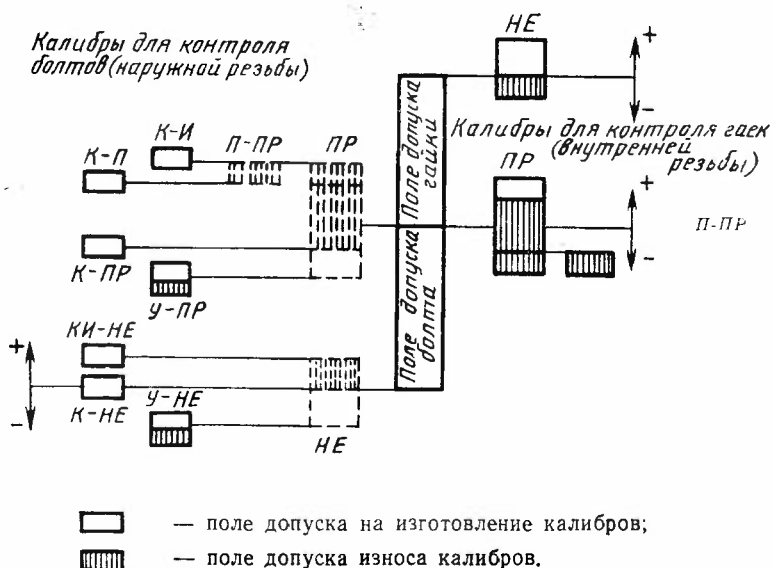 Калибры для контроля
болтов (наружной резьбы)
НЕ
+
-
К-И
П-ПР
ПР
К-П
Калибры для контроля гаек
(внутренней
резьбы)
ПР
+
П-ПР
-
К-ПР
У-ПР
Поле допуска
гайки
Поле допуска
болта
КИ-НЕ
+
К-НЕ
-
У-НЕ
НЕ
— поле допуска на изготовление калибров;
— поле допуска износа калибров.